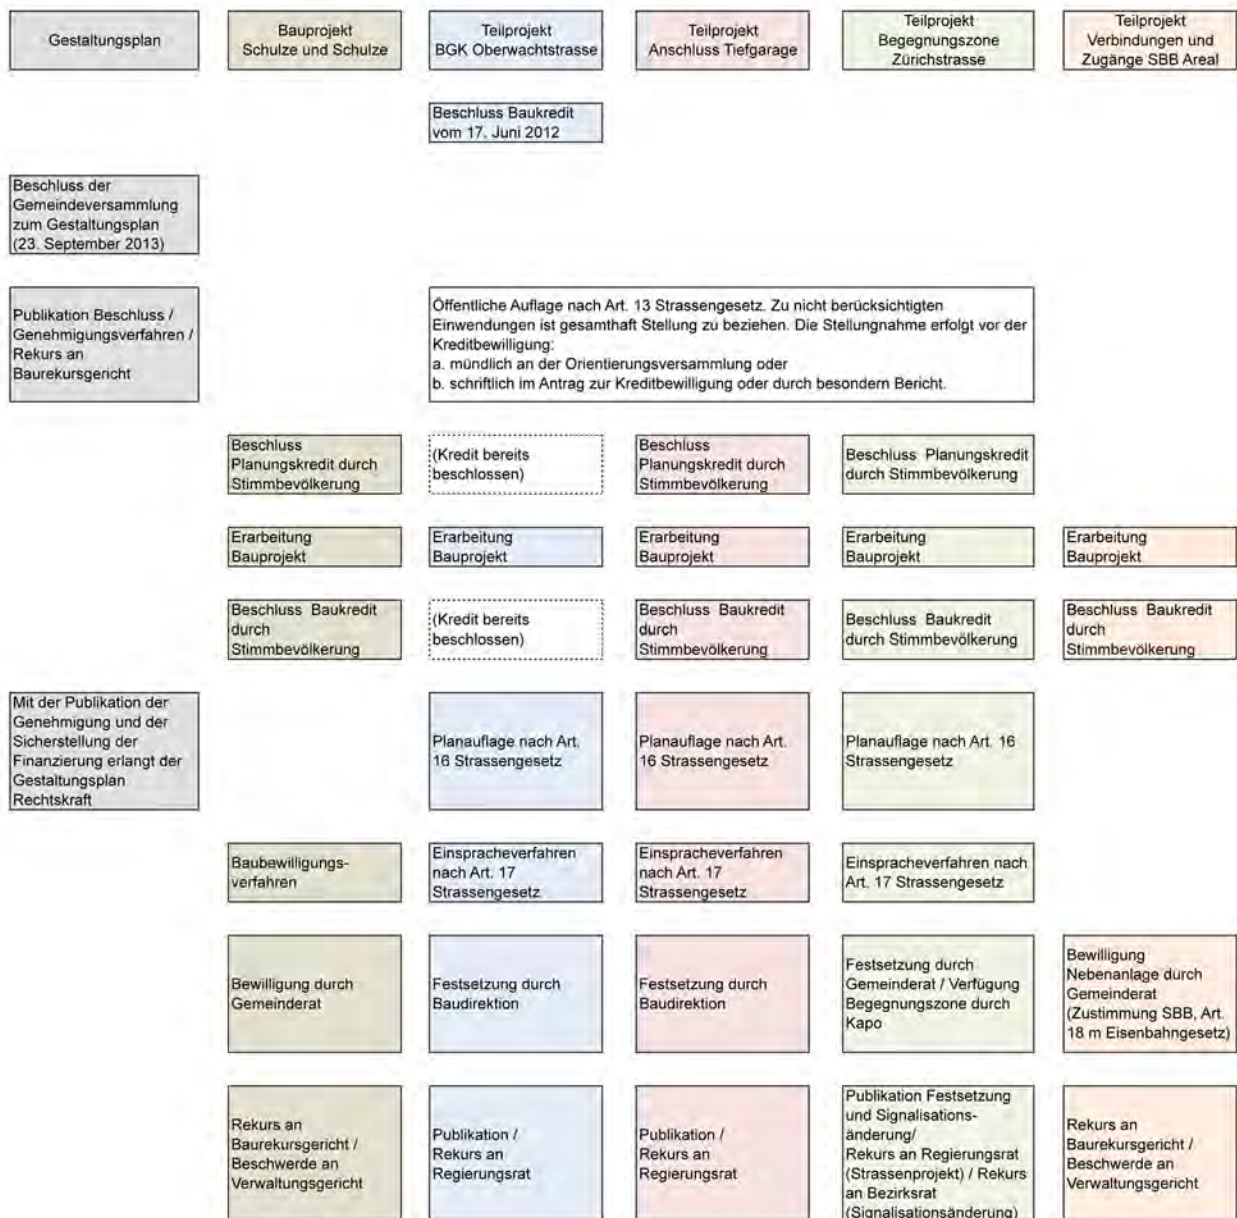 Gestaltungsplan
Bauprojekt
Schulze und Schulze
Teilprojekt
BGK Oberwachtstrasse
Teilprojekt
Anschluss Tiefgarage
Teilprojekt
Begegnungszone
Zürichstrasse
Teilprojekt
Verbindungen und
Zugänge SBB Areal
Beschluss Baukredit
vom 17. Juni 2012
Beschluss der
Gemeindeversammlung
zum Gestaltungsplan
(23. September 2013)
Publikation Beschluss /
Genehmigungsverfahren /
Rekurs an
Baurekursgericht
Öffentliche Auflage nach Art. 13 Strassengesetz. Zu nicht berücksichtigten
Einwendungen ist gesamthaft Stellung zu beziehen. Die Stellungnahme erfolgt vor der
Kreditbewilligung:
a. mündlich an der Orientierungsversammlung oder
b. schriftlich im Antrag zur Kreditbewilligung oder durch besondern Bericht.
Beschluss
Planungskredit durch
Stimmbevölkerung
(Kredit bereits
beschlossen)
Beschluss
Planungskredit durch
Stimmbevölkerung
Beschluss Planungskredit
durch Stimmbevölkerung
Erarbeitung
Bauprojekt
Erarbeitung
Bauprojekt
Erarbeitung
Bauprojekt
Erarbeitung
Bauprojekt
Erarbeitung
Bauprojekt
Beschluss Baukredit
durch
Stimmbevölkerung
(Kredit bereits
beschlossen)
Beschluss Baukredit
durch
Stimmbevölkerung
Beschluss Baukredit
durch Stimmbevölkerung
Beschluss Baukredit
durch
Stimmbevölkerung
Mit der Publikation der
Genehmigung und der
Sicherstellung der
Finanzierung erlangt der
Gestaltungsplan
Rechtskraft
Planauflage nach Art.
16 Strassengesetz
Planauflage nach Art.
16 Strassengesetz
Planauflage nach Art. 16
Strassengesetz
Baubewilligungs-
verfahren
Einspracheverfahren
nach Art. 17
Strassengesetz
Einspracheverfahren
nach Art. 17
Strassengesetz
Einspracheverfahren nach
Art. 17 Strassengesetz
Bewilligung durch
Gemeinderat
Festsetzung durch
Baudirektion
Festsetzung durch
Baudirektion
Festsetzung durch
Gemeinderat / Verfügung
Begegnungszone durch
Kapo
Bewilligung
Nebenanlage durch
Gemeinderat
(Zustimmung SBB, Art.
18 m Eisenbahngesetz)
Rekurs an
Baurekursgericht /
Beschwerde an
Verwaltungsgericht
Publikation /
Rekurs an
Regierungsrat
Publikation /
Rekurs an
Regierungsrat
Publikation Festsetzung
und Signalisations-
änderung/
Rekurs an Regierungsrat
(Strassenprojekt) / Rekurs
an Bezirksrat
(Signalisationsänderung)
Rekurs an
Baurekursgericht /
Beschwerde an
Verwaltungsgericht